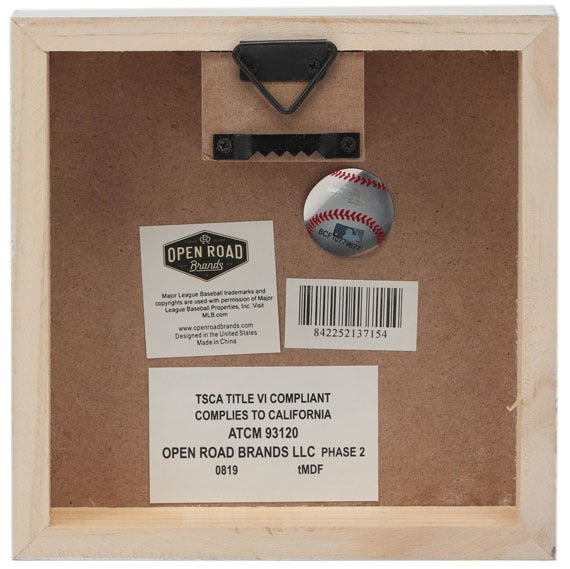 BCF10779677
OPEN ROAD
Brands
Major League Baseball trademarks and
copyrights are used with permission of Major
League Baseball Properties, Inc. Visit
MLB.com
www.openroadbrands.com
Designed in the United States
Made in China
842252137154
TSCA TITLE VI COMPLIANT
COMPLIES TO CALIFORNIA
ATCM 93120
OPEN ROAD BRANDS LLC PHASE 2
0819 tMDF